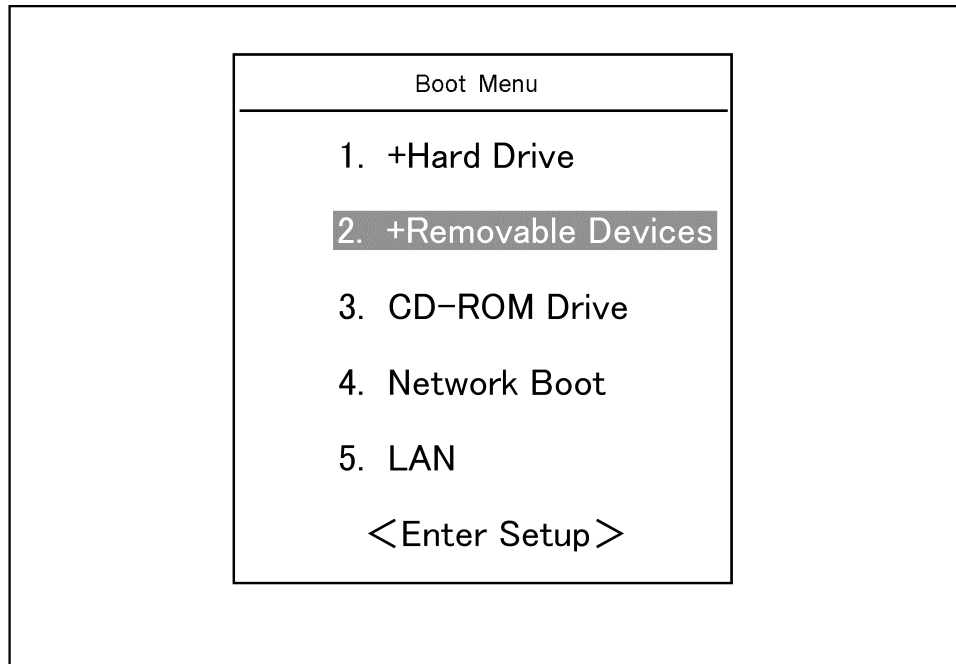 Boot Menu
1. +Hard Drive
2. +Removable Devices
3. CD-ROM Drive
4. Network Boot
5. LAN
<Enter Setup>